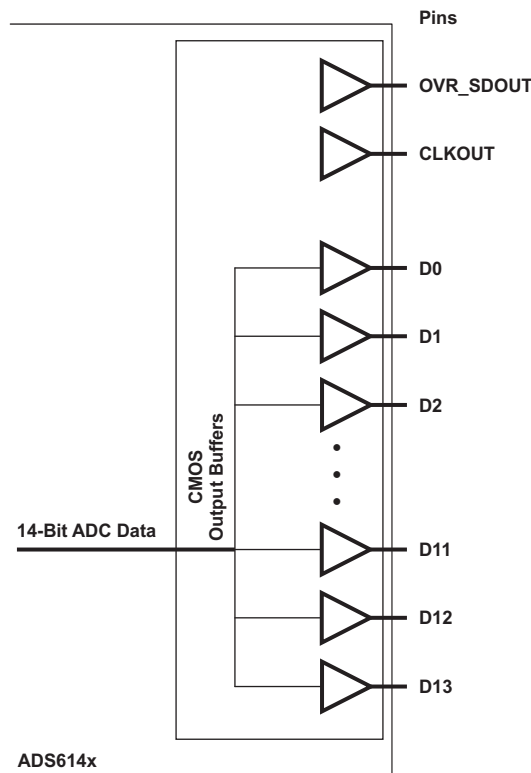 Pins
OVR_SDOUT
CLKOUT
D0
D1
D2
CMOS
Output Buffers
14-Bit ADC Data
D11
D12
D13
ADS614x